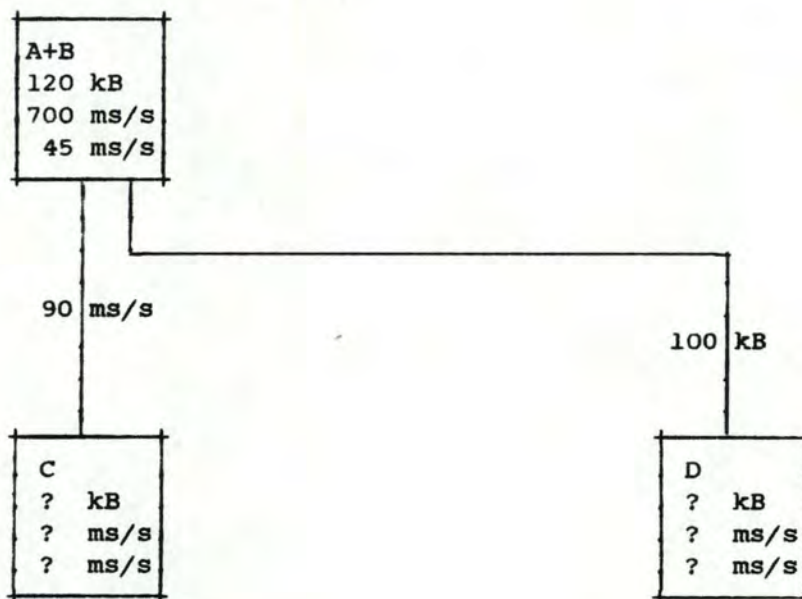 A+B
120 kB
700 ms/s
45 ms/s
90 ms/s
100 kB
C
? kB
? ms/s
? ms/s
D
? kB
? ms/s
? ms/s